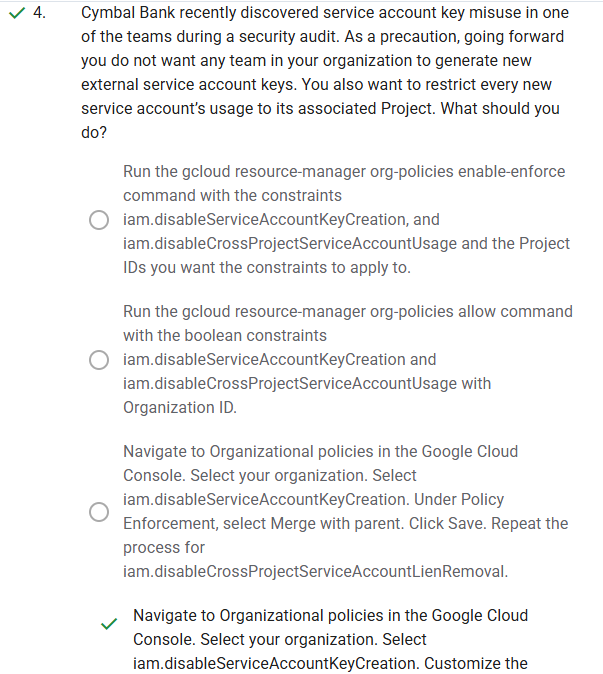 4. Cymbal Bank recently discovered service account key misuse in one
of the teams during a security audit. As a precaution, going forward
you do not want any team in your organization to generate new
external service account keys. You also want to restrict every new
service account’s usage to its associated Project. What should you
do?
Run the gcloud resource-manager org-policies enable-enforce
command with the constraints
iam.disableServiceAccountKeyCreation, and
iam.disableCrossProjectServiceAccountUsage and the Project
IDs you want the constraints to apply to.
Run the gcloud resource-manager org-policies allow command
with the boolean constraints
iam.disableServiceAccountKeyCreation and
iam.disableCrossProjectServiceAccountUsage with
Organization ID.
Navigate to Organizational policies in the Google Cloud
Console. Select your organization. Select
iam.disableServiceAccountKeyCreation. Under Policy
Enforcement, select Merge with parent. Click Save. Repeat the
process for
iam.disableCrossProjectServiceAccountLienRemoval.
Navigate to Organizational policies in the Google Cloud
Console. Select your organization. Select
iam.disableServiceAccountKeyCreation. Customize the